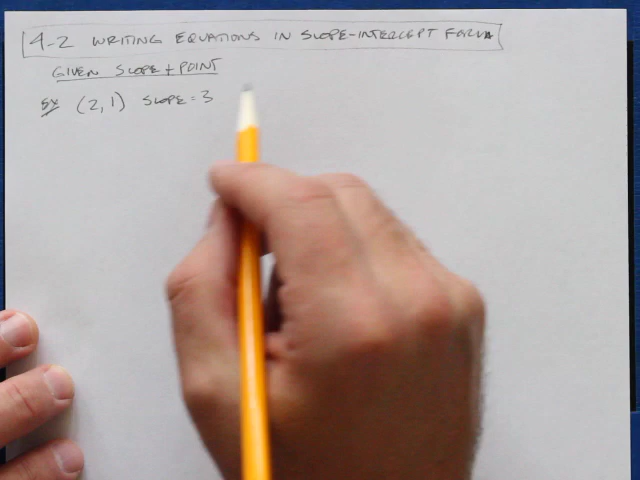 4-2 WRITING EQUATIONS IN SLOPE-INTERCEPT FORM
GIVEN SLOPE + POINT
EX (2,1) SLOPE = 3